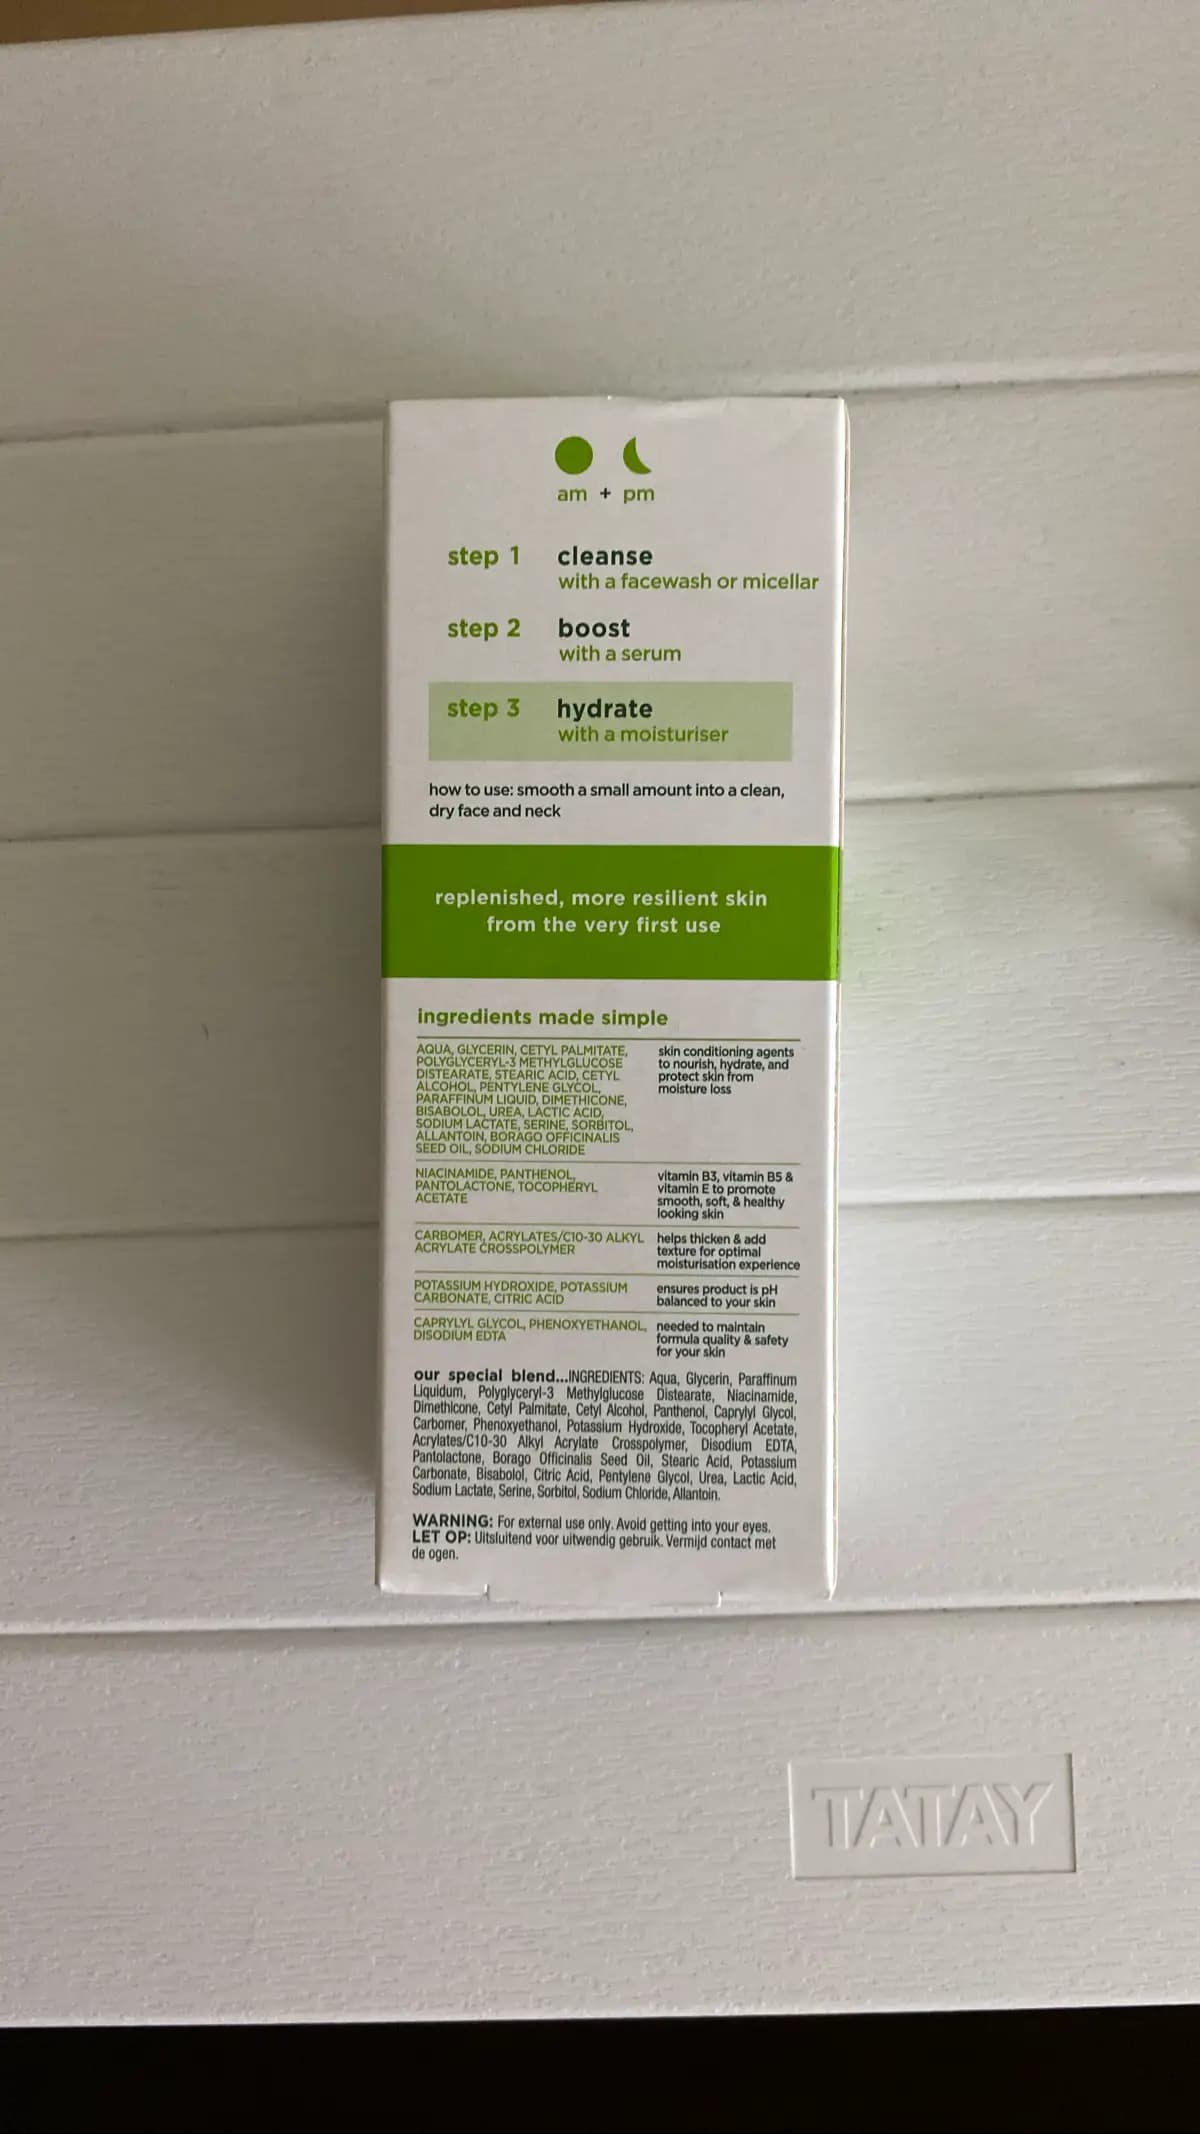 am + pm
step 1 cleanse
with a facewash or micellar
step 2 boost
with a serum
step 3 hydrate
with a moisturiser
how to use: smooth a small amount into a clean,
dry face and neck
replenished, more resilient skin
from the very first use
ingredients made simple
AQUA, GLYCERIN, CETYL PALMITATE,
POLYGLYCERYL-3 METHYLGLUCOSE
DISTEARATE, STEARIC ACID, CETYL
ALCOHOL, PENTYLENE GLYCOL,
PARAFFINUM LIQUID, DIMETHICONE,
BISABOLOL, UREA, LACTIC ACID,
SODIUM LACTATE, SERINE, SORBITOL,
ALLANTOIN, BORAGO OFFICINALIS
SEED OIL, SODIUM CHLORIDE
skin conditioning agents
to nourish, hydrate, and
protect skin from
moisture loss
NIACINAMIDE, PANTHENOL,
PANTOLACTONE, TOCOPHERYL
ACETATE
vitamin B3, vitamin B5 &
vitamin E to promote
smooth, soft, & healthy
looking skin
CARBOMER, ACRYLATES/C10-30 ALKYL
ACRYLATE CROSSPOLYMER
helps thicken & add
texture for optimal
moisturisation experience
POTASSIUM HYDROXIDE, POTASSIUM
CARBONATE, CITRIC ACID
ensures product is pH
balanced to your skin
CAPRYLYL GLYCOL, PHENOXYETHANOL,
DISODIUM EDTA
needed to maintain
formula quality & safety
for your skin
our special blend...INGREDIENTS: Aqua, Glycerin, Paraffinum
Liquidum, Polyglyceryl-3 Methylglucose Distearate, Niacinamide,
Dimethicone, Cetyl Palmitate, Cetyl Alcohol, Panthenol, Caprylyl Glycol,
Carbomer, Phenoxyethanol, Potassium Hydroxide, Tocopheryl Acetate,
Acrylates/C10-30 Alkyl Acrylate Crosspolymer, Disodium EDTA,
Pantolactone, Borago Officinalis Seed Oil, Stearic Acid, Potassium
Carbonate, Bisabolol, Citric Acid, Pentylene Glycol, Urea, Lactic Acid,
Sodium Lactate, Serine, Sorbitol, Sodium Chloride, Allantoin.
WARNING: For external use only. Avoid getting into your eyes.
LET OP: Uitsluitend voor uitwendig gebruik. Vermijd contact met
de ogen.
TATAY